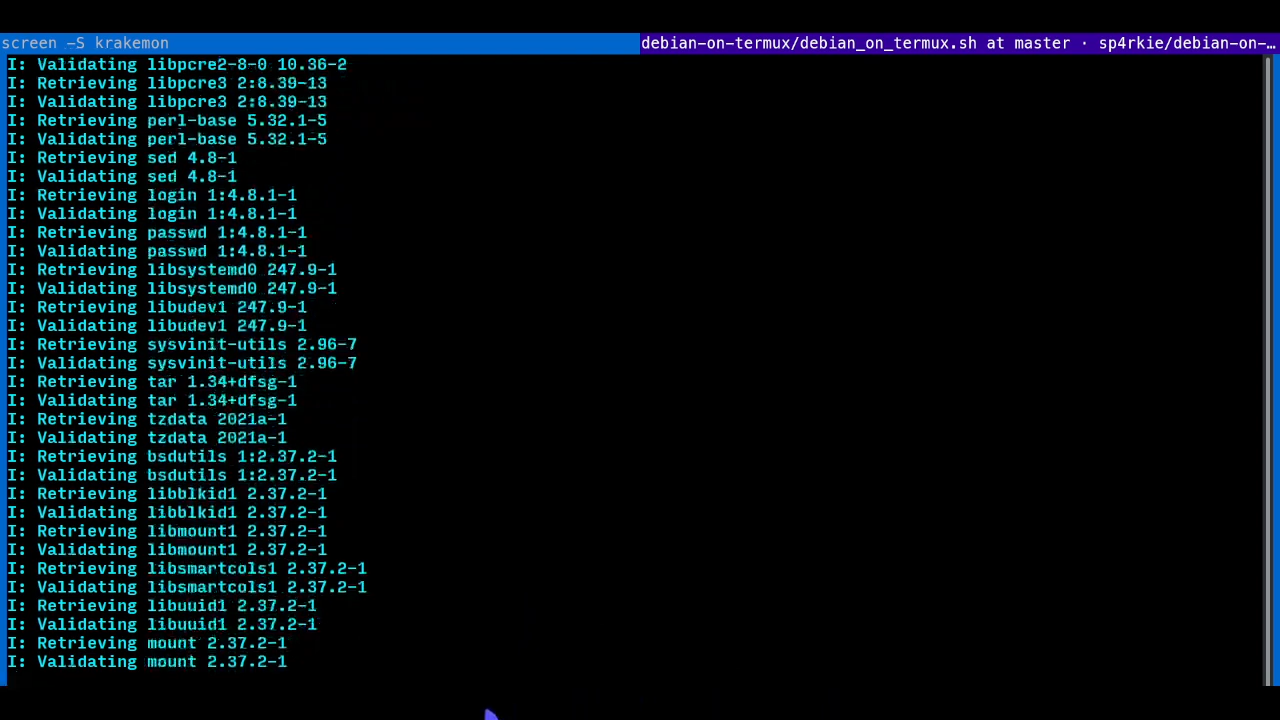 screen -S krakemon
debian-on-termux/debian_on_termux.sh at master · sp4rkie/debian-on-…
I: Validating libpcre2-8-0 10.36-2
I: Retrieving libpcre3 2:8.39-13
I: Validating libpcre3 2:8.39-13
I: Retrieving perl-base 5.32.1-5
I: Validating perl-base 5.32.1-5
I: Retrieving sed 4.8-1
I: Validating sed 4.8-1
I: Retrieving login 1:4.8.1-1
I: Validating login 1:4.8.1-1
I: Retrieving passwd 1:4.8.1-1
I: Validating passwd 1:4.8.1-1
I: Retrieving libsystemd0 247.9-1
I: Validating libsystemd0 247.9-1
I: Retrieving libudev1 247.9-1
I: Validating libudev1 247.9-1
I: Retrieving sysvinit-utils 2.96-7
I: Validating sysvinit-utils 2.96-7
I: Retrieving tar 1.34+dfsg-1
I: Validating tar 1.34+dfsg-1
I: Retrieving tzdata 2021a-1
I: Validating tzdata 2021a-1
I: Retrieving bsdutils 1:2.37.2-1
I: Validating bsdutils 1:2.37.2-1
I: Retrieving libblkid1 2.37.2-1
I: Validating libblkid1 2.37.2-1
I: Retrieving libmount1 2.37.2-1
I: Validating libmount1 2.37.2-1
I: Retrieving libsmartcols1 2.37.2-1
I: Validating libsmartcols1 2.37.2-1
I: Retrieving libuuid1 2.37.2-1
I: Validating libuuid1 2.37.2-1
I: Retrieving mount 2.37.2-1
I: Validating mount 2.37.2-1